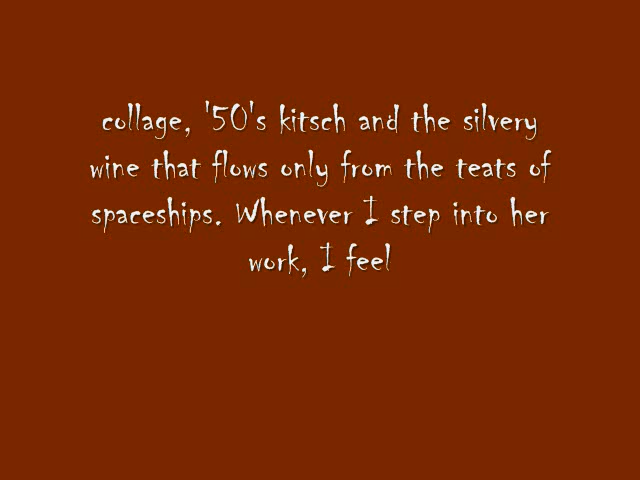 collage, '50's kitsch and the silvery
wine that flows only from the teats of
spaceships. Whenever I step into her
work, I feel